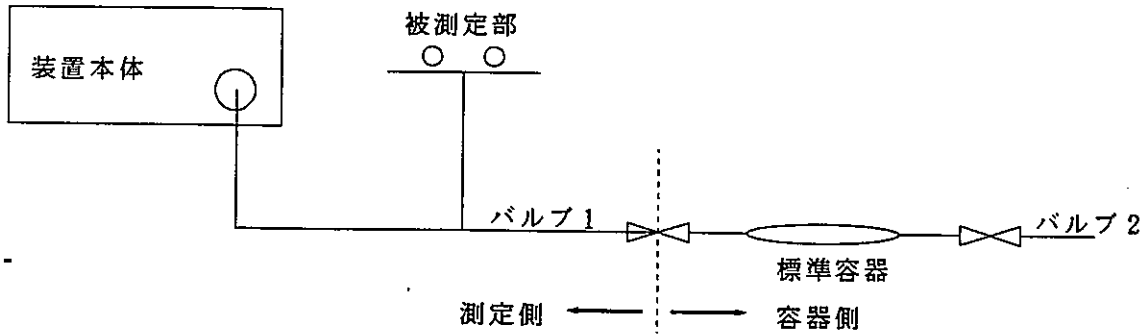 被測定部
装置本体
バルブ1
バルブ2
標準容器
測定側
容器側